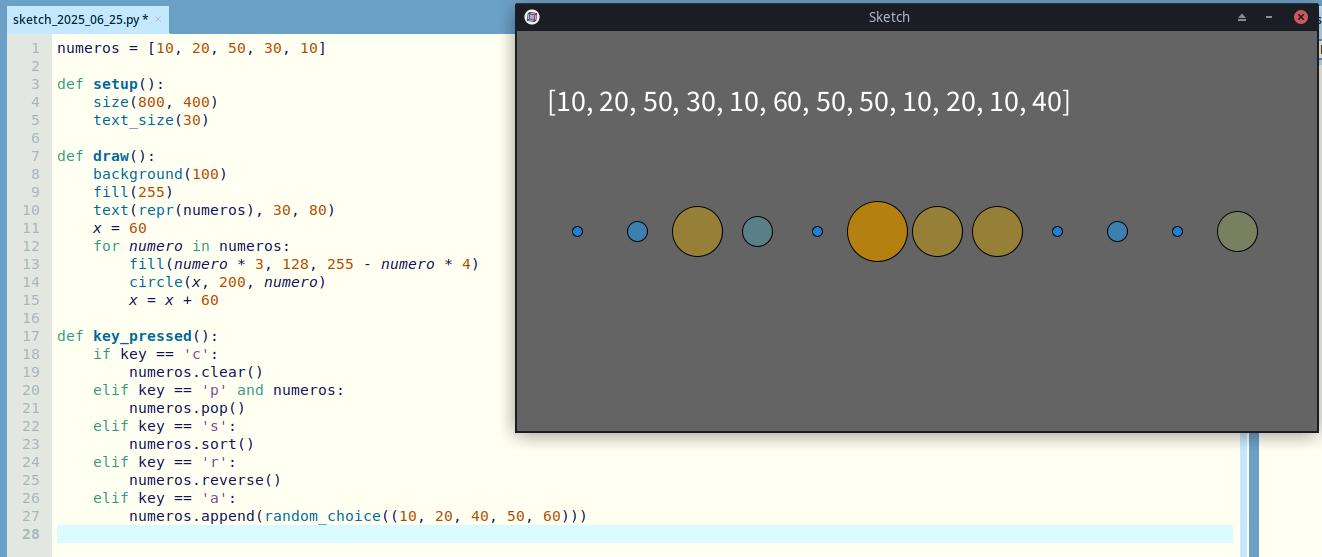 sketch_2025_06_25.py *
Sketch
1 numeros = [10, 20, 50, 30, 10]
2
3 def setup():
4     size(800, 400)
5     text_size(30)
6
7 def draw():
8     background(100)
9     fill(255)
10     text(repr(numeros), 30, 80)
11     x = 60
12     for numero in numeros:
13         fill(numero * 3, 128, 255 - numero * 4)
14         circle(x, 200, numero)
15         x = x + 60
16
17 def key_pressed():
18     if key == 'c':
19         numeros.clear()
20     elif key == 'p' and numeros:
21         numeros.pop()
22     elif key == 's':
23         numeros.sort()
24     elif key == 'r':
25         numeros.reverse()
26     elif key == 'a':
27         numeros.append(random_choice((10, 20, 40, 50, 60)))
28
[10, 20, 50, 30, 10, 60, 50, 50, 10, 20, 10, 40]